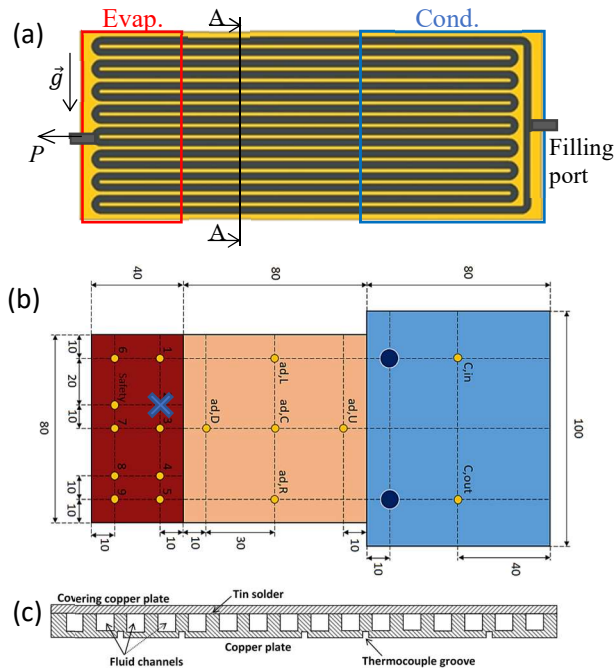 (a)
Evap.
A
Cond.
g
P
Filling
port
A
(b)
40
80
80
10
20
10
80
10
10
6
1
Safety
7
3
8
4
9
5
ad,L
ad,D
ad,C
ad,U
ad,R
C,in
C,out
100
10
10
10
30
10
10
40
(c)
Covering copper plate
Tin solder
Fluid channels
Copper plate
Thermocouple groove